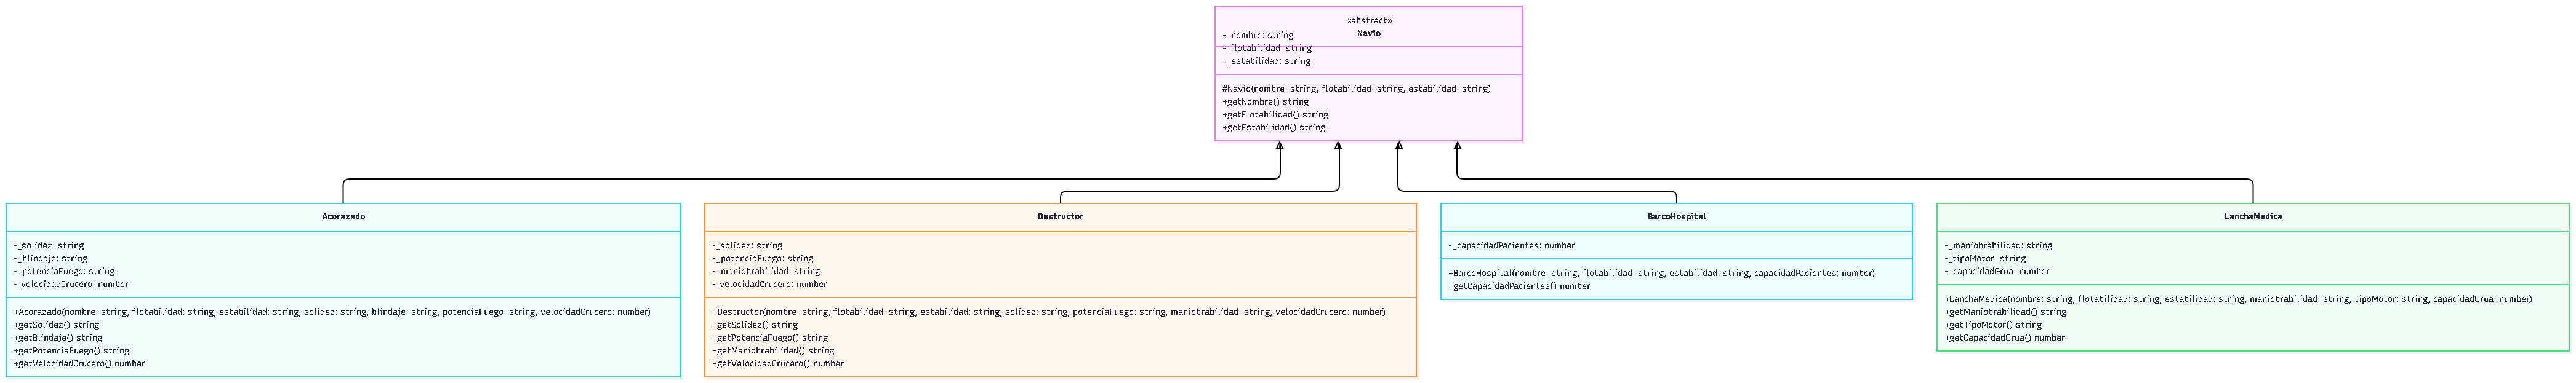 «abstract»
Navio
-_nombre: string
-_flotabilidad: string
-_estabilidad: string
#Navio(nombre: string, flotabilidad: string, estabilidad: string)
+getNombre() string
+getFlotabilidad() string
+getEstabilidad() string
Acorazado
-_solidez: string
-_blindaje: string
-_potenciaFuego: string
-_velocidadCrucero: number
+Acorazado(nombre: string, flotabilidad: string, estabilidad: string, solidez: string, blindaje: string, potenciaFuego: string, velocidadCrucero: number)
+getSolidez() string
+getBlindaje() string
+getPotenciaFuego() string
+getVelocidadCrucero() number
Destructor
-_solidez: string
-_potenciaFuego: string
-_maniobrabilidad: string
-_velocidadCrucero: number
+Destructor(nombre: string, flotabilidad: string, estabilidad: string, solidez: string, potenciaFuego: string, maniobrabilidad: string, velocidadCrucero: number)
+getSolidez() string
+getPotenciaFuego() string
+getManiobrabilidad() string
+getVelocidadCrucero() number
BarcoHospital
-_capacidadPacientes: number
+BarcoHospital(nombre: string, flotabilidad: string, estabilidad: string, capacidadPacientes: number)
+getCapacidadPacientes() number
LanchaMedica
-_maniobrabilidad: string
-_tipoMotor: string
-_capacidadGrua: number
+LanchaMedica(nombre: string, flotabilidad: string, estabilidad: string, maniobrabilidad: string, tipoMotor: string, capacidadGrua: number)
+getManiobrabilidad() string
+getTipoMotor() string
+getCapacidadGrua() number